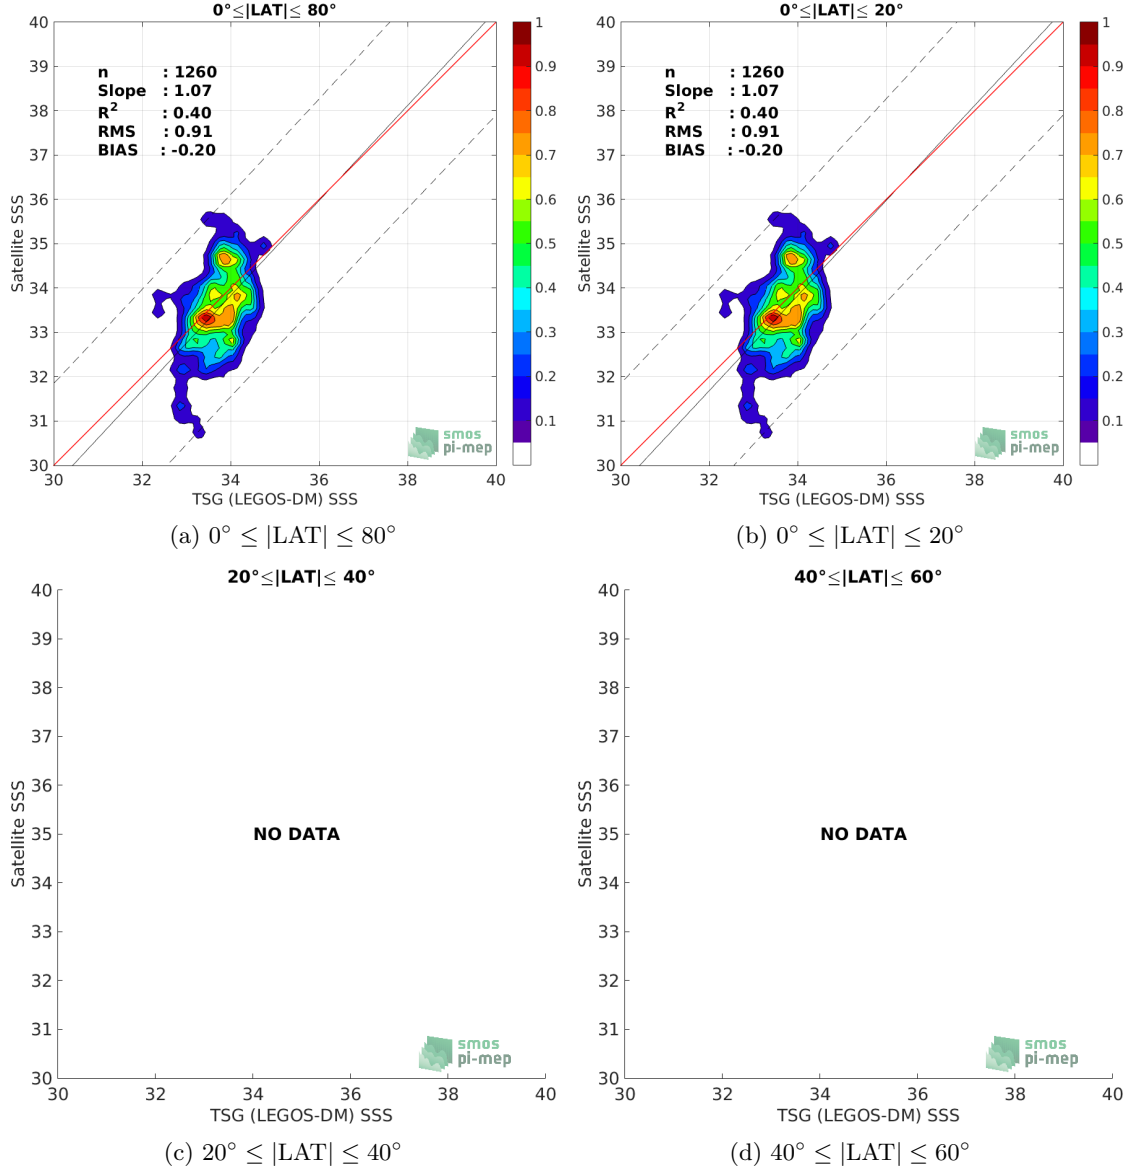 0°≤|LAT|≤ 80°
n : 1260
Slope : 1.07
R² : 0.40
RMS : 0.91
BIAS : -0.20
40
39
38
37
36
35
34
33
32
31
30
Satellite SSS
30 32 34 36 38 40
TSG (LEGOS-DM) SSS
1
0.9
0.8
0.7
0.6
0.5
0.4
0.3
0.2
0.1
smos
pi-mep
(a) 0° ≤ |LAT| ≤ 80°
0°≤|LAT|≤ 20°
n : 1260
Slope : 1.07
R² : 0.40
RMS : 0.91
BIAS : -0.20
40
39
38
37
36
35
34
33
32
31
30
Satellite SSS
30 32 34 36 38 40
TSG (LEGOS-DM) SSS
1
0.9
0.8
0.7
0.6
0.5
0.4
0.3
0.2
0.1
smos
pi-mep
(b) 0° ≤ |LAT| ≤ 20°
20°≤|LAT|≤ 40°
40
39
38
37
36
35
34
33
32
31
30
Satellite SSS
NO DATA
30 32 34 36 38 40
TSG (LEGOS-DM) SSS
smos
pi-mep
(c) 20° ≤ |LAT| ≤ 40°
40°≤|LAT|≤ 60°
40
39
38
37
36
35
34
33
32
31
30
Satellite SSS
NO DATA
30 32 34 36 38 40
TSG (LEGOS-DM) SSS
smos
pi-mep
(d) 40° ≤ |LAT| ≤ 60°